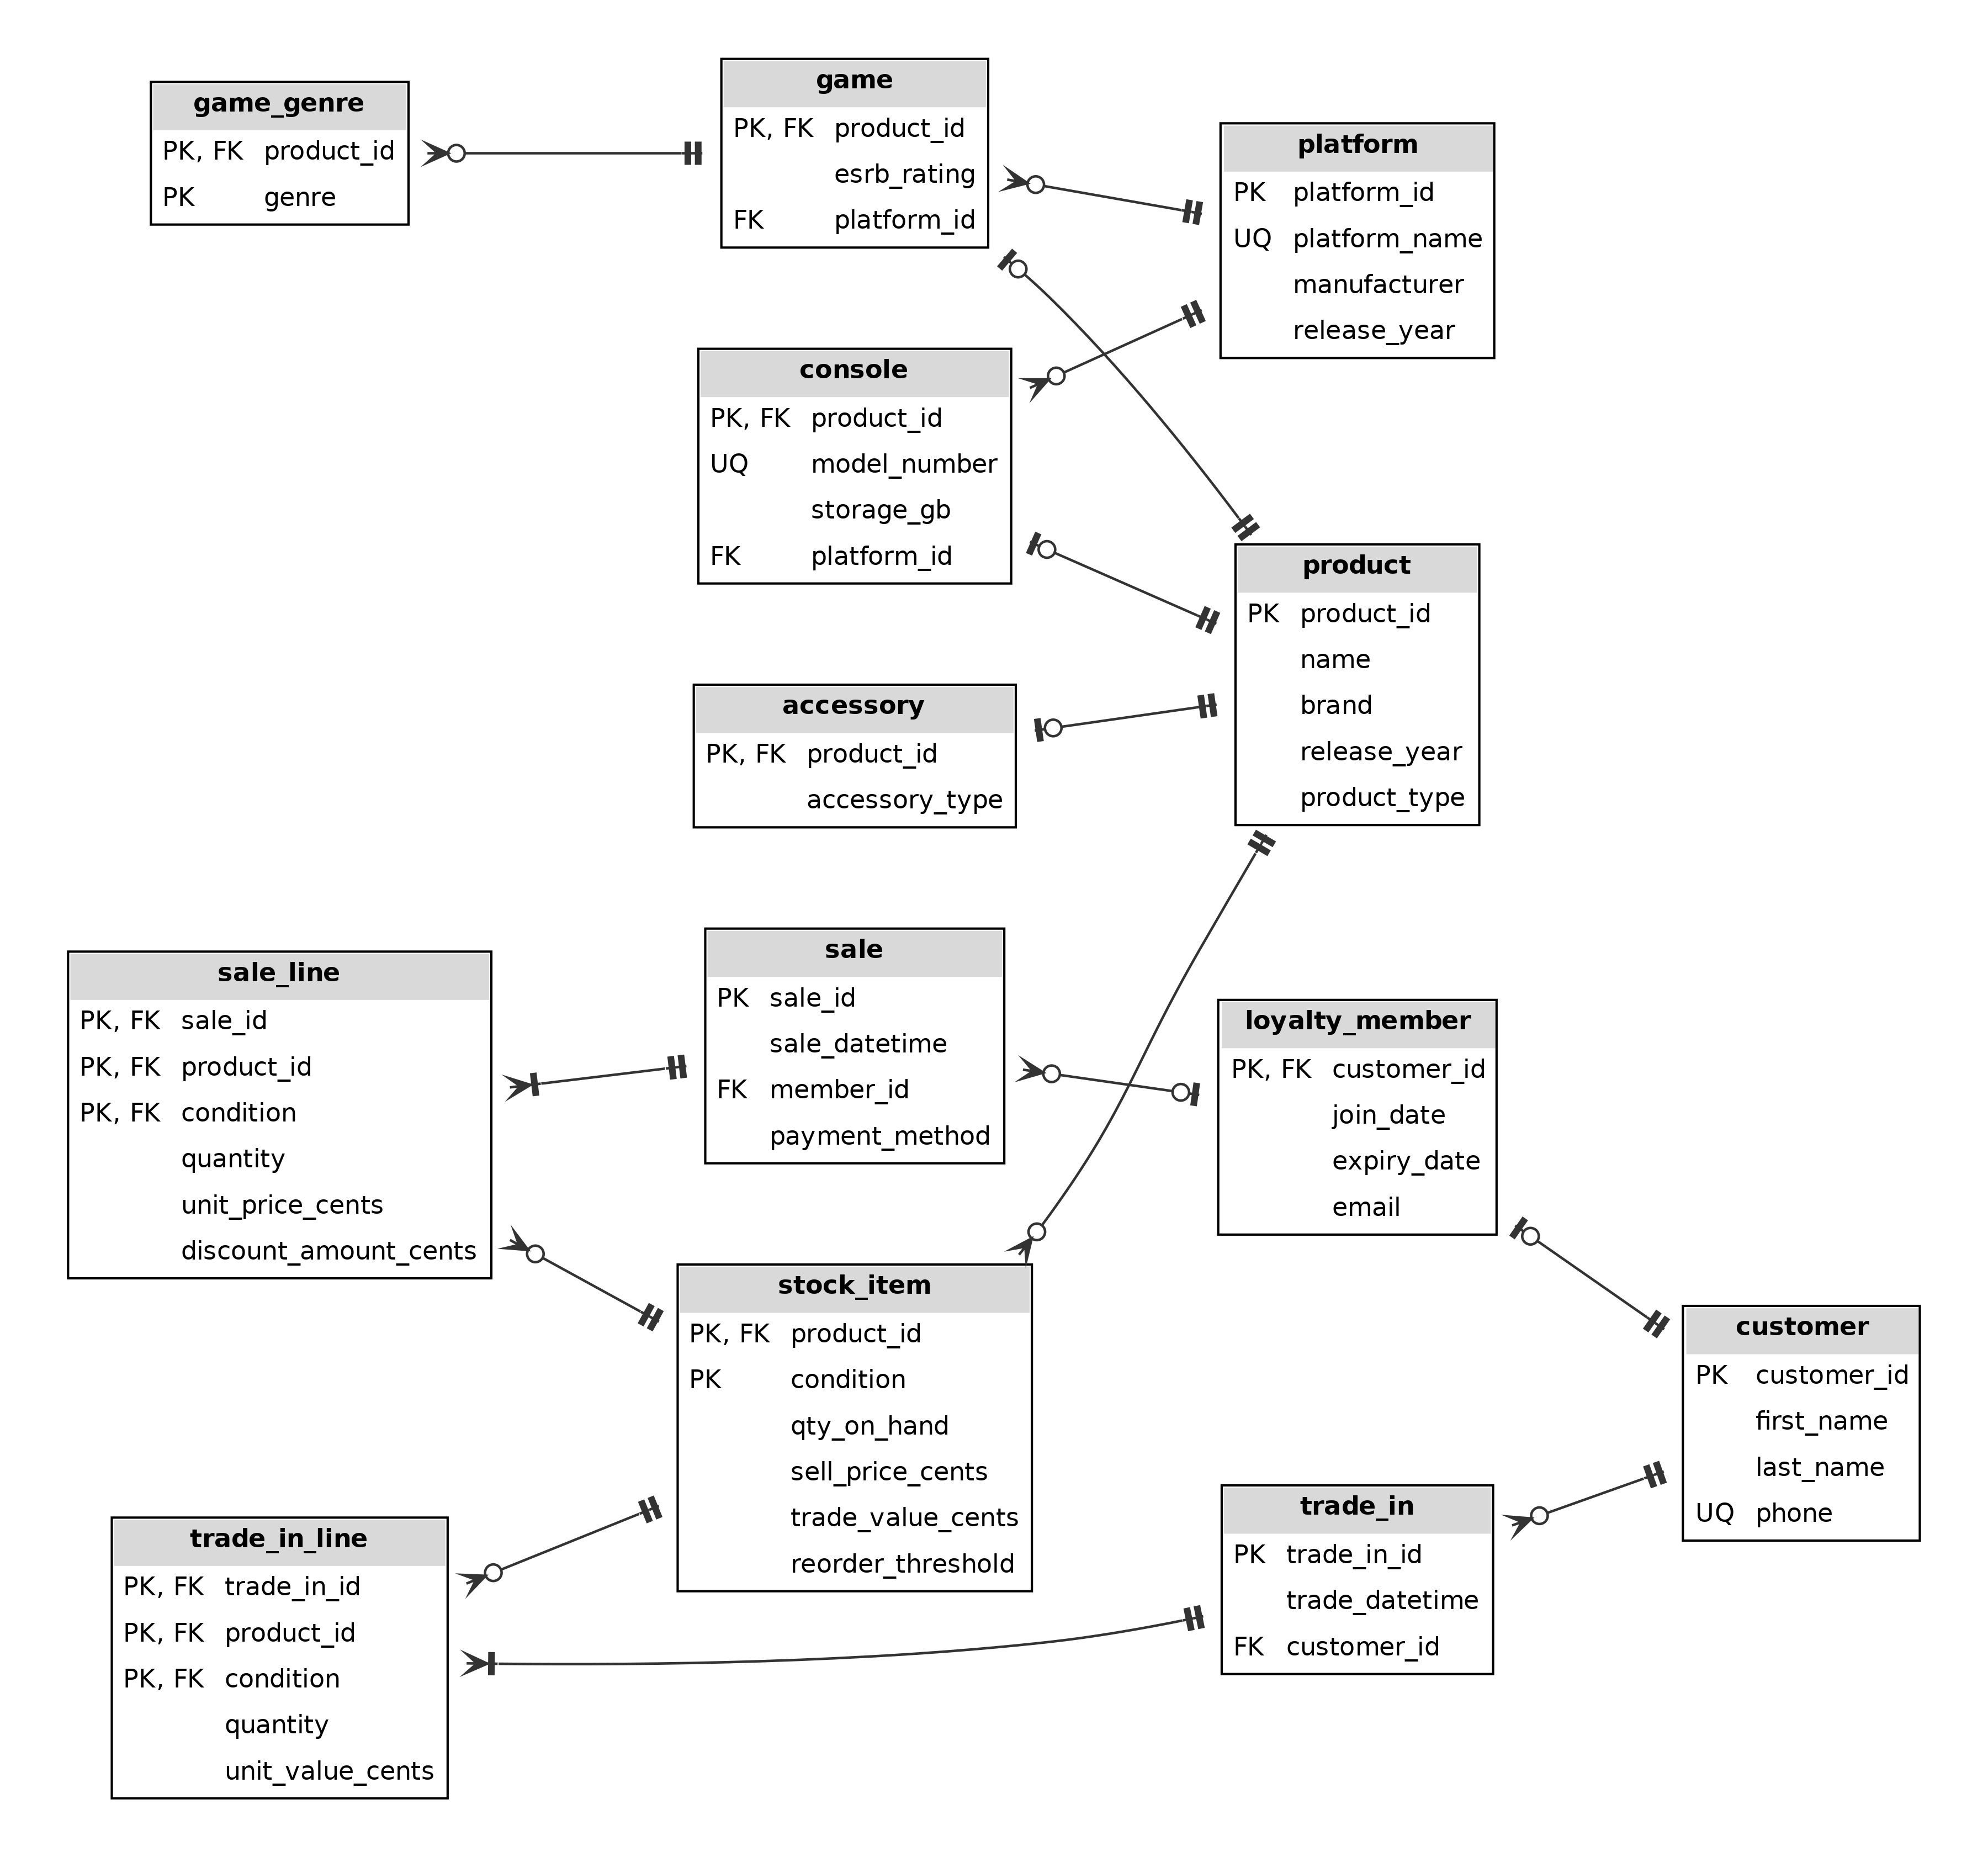 game_genre
PK, FK product_id
PK genre
game
PK, FK product_id
esrb_rating
FK platform_id
platform
PK platform_id
UQ platform_name
manufacturer
release_year
console
PK, FK product_id
UQ model_number
storage_gb
FK platform_id
product
PK product_id
name
brand
release_year
product_type
accessory
PK, FK product_id
accessory_type
sale_line
PK, FK sale_id
PK, FK product_id
PK, FK condition
quantity
unit_price_cents
discount_amount_cents
sale
PK sale_id
sale_datetime
FK member_id
payment_method
loyalty_member
PK, FK customer_id
join_date
expiry_date
email
stock_item
PK, FK product_id
PK condition
qty_on_hand
sell_price_cents
trade_value_cents
reorder_threshold
customer
PK customer_id
first_name
last_name
UQ phone
trade_in_line
PK, FK trade_in_id
PK, FK product_id
PK, FK condition
quantity
unit_value_cents
trade_in
PK trade_in_id
trade_datetime
FK customer_id